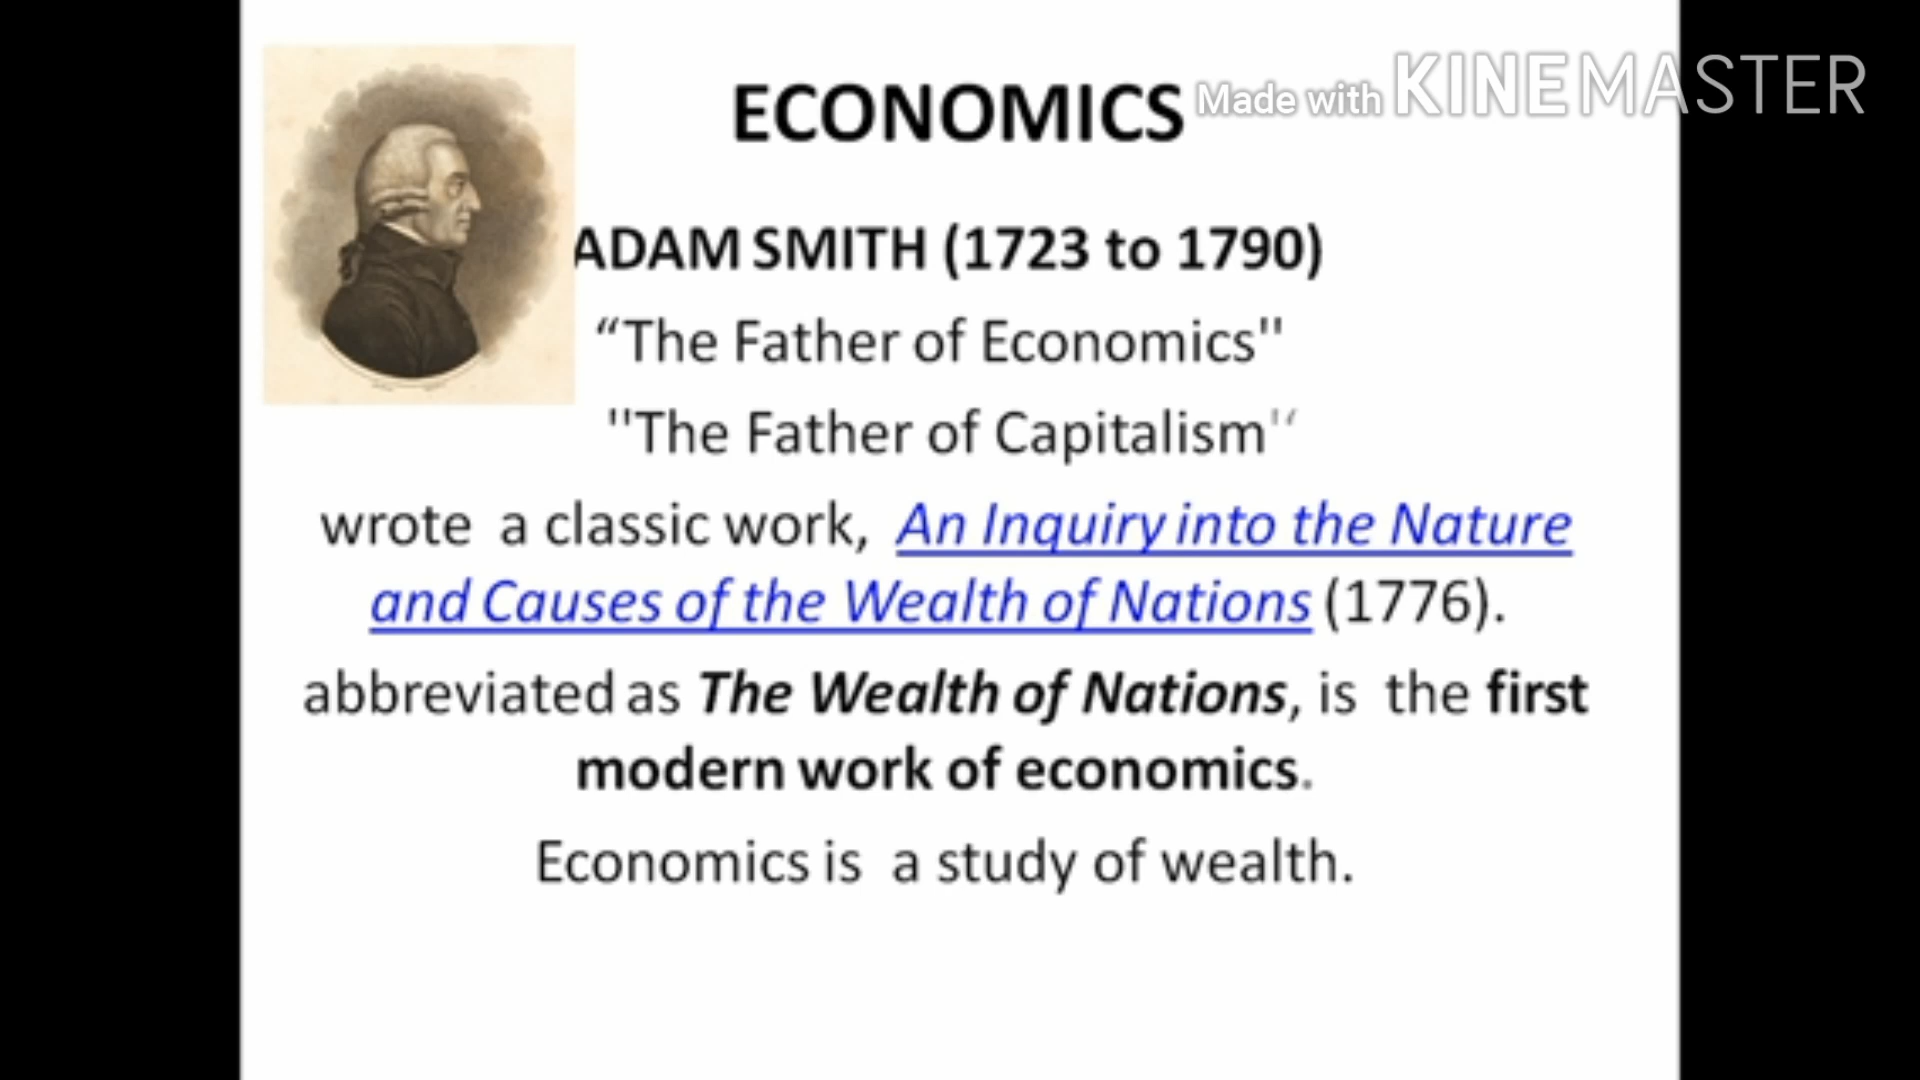 ECONOMICS
Made with KINEMASTER
ADAM SMITH (1723 to 1790)
“The Father of Economics"
"The Father of Capitalism"
wrote a classic work, An Inquiry into the Nature
and Causes of the Wealth of Nations (1776).
abbreviated as The Wealth of Nations, is the first
modern work of economics.
Economics is a study of wealth.